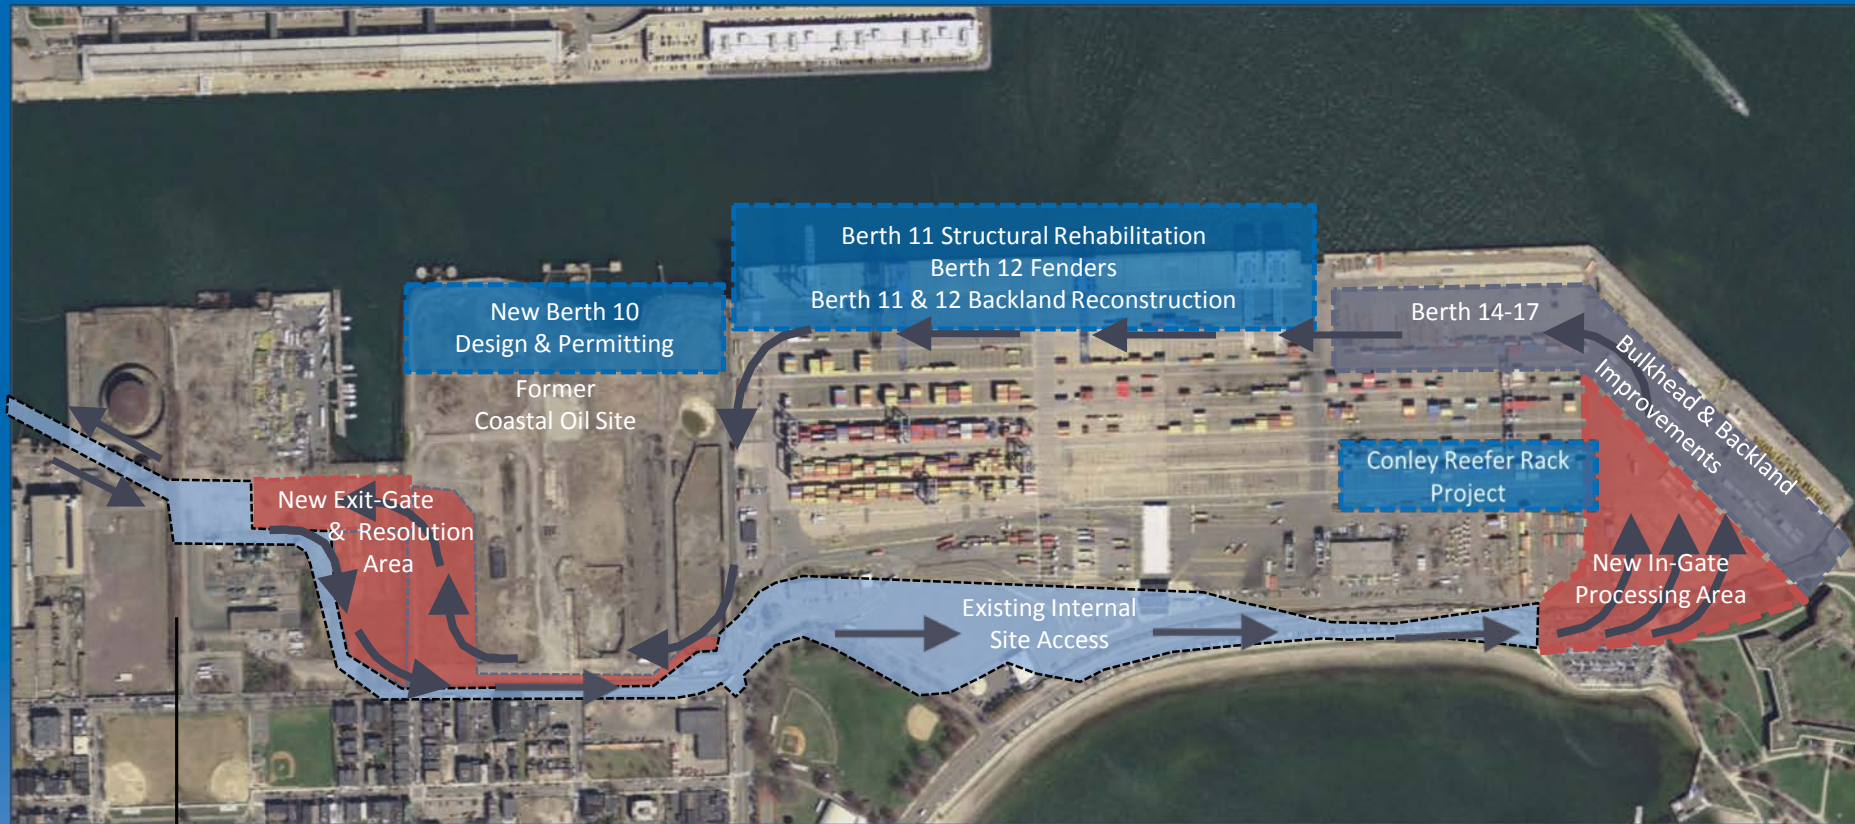 Berth 11 Structural Rehabilitation
Berth 12 Fenders
Berth 11 & 12 Backland Reconstruction
New Berth 10
Design & Permitting
Former
Coastal Oil Site
Berth 14-17
Bulkhead & Backland
Improvements
Conley Reefer Rack
Project
New Exit-Gate
& Resolution
Area
New In-Gate
Processing Area
Existing Internal
Site Access